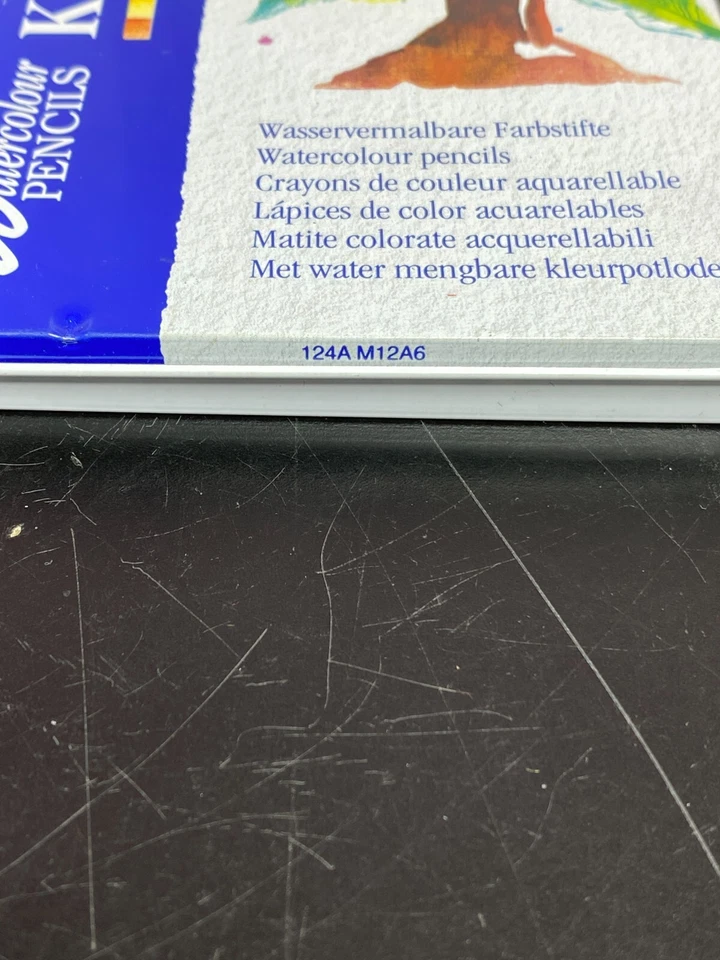 K
PENCILS
Wasservermalbare Farbstifte
Watercolour pencils
Crayons de couleur aquarellable
Lápices de color acuarelables
Matite colorate acquerellabili
Met water mengbare kleurpotlode
124A M12A6